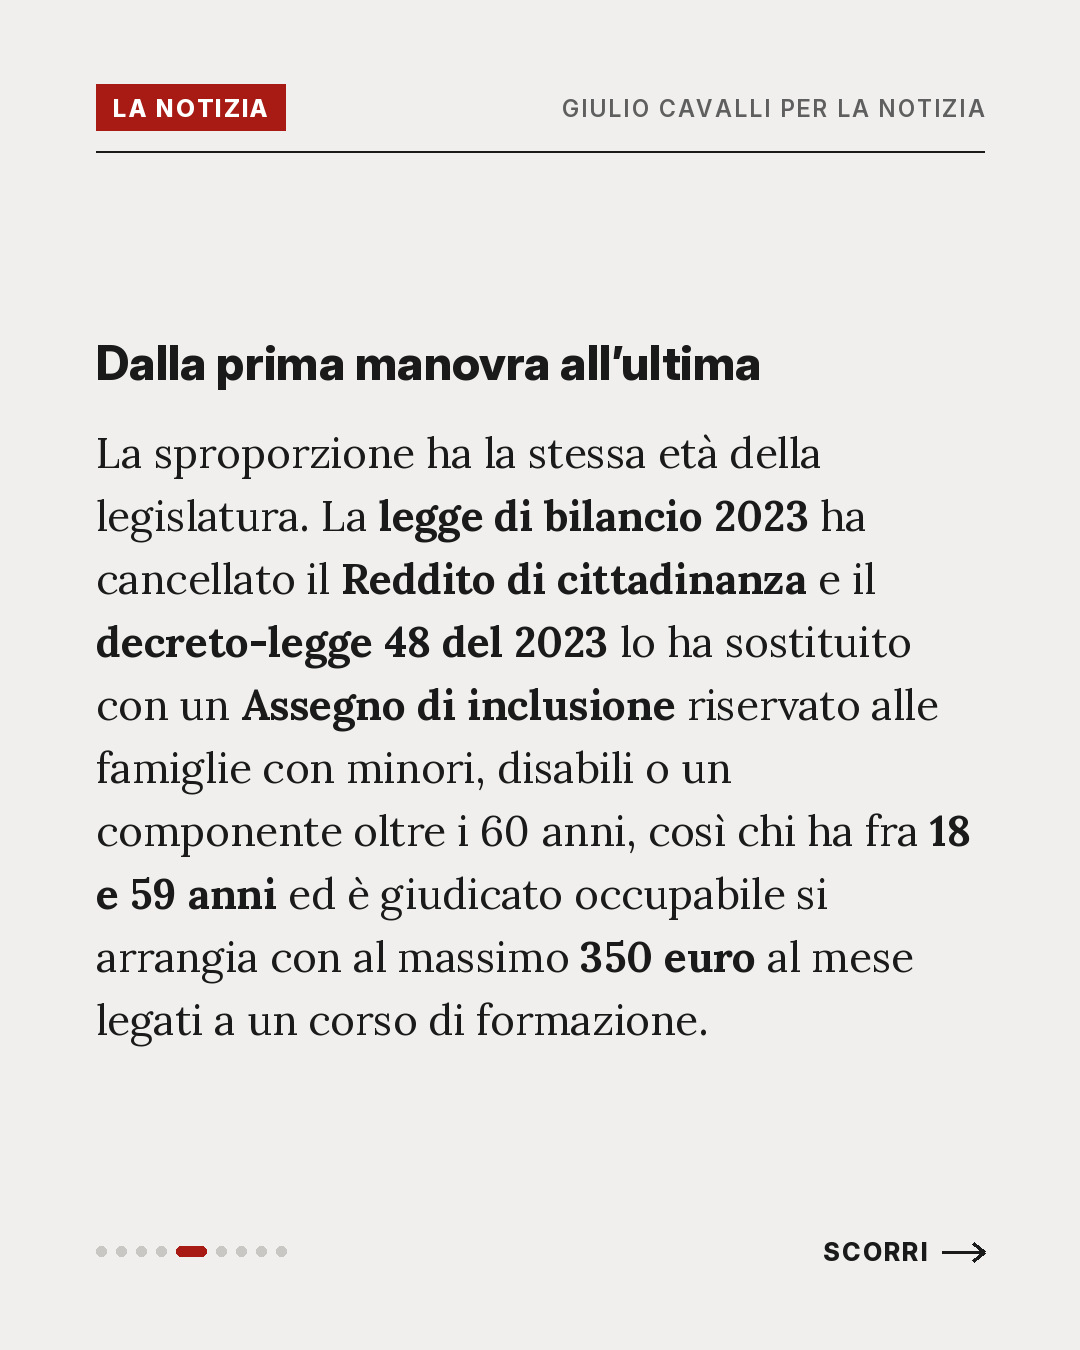 LA NOTIZIA
GIULIO CAVALLI PER LA NOTIZIA
Dalla prima manovra all’ultima
La sproporzione ha la stessa età della
legislatura. La legge di bilancio 2023 ha
cancellato il Reddito di cittadinanza e il
decreto-legge 48 del 2023 lo ha sostituito
con un Assegno di inclusione riservato alle
famiglie con minori, disabili o un
componente oltre i 60 anni, così chi ha fra 18
e 59 anni ed è giudicato occupabile si
arrangia con al massimo 350 euro al mese
legati a un corso di formazione.
SCORRI